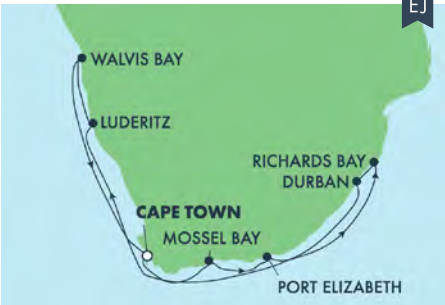 EJ
WALVIS BAY
LUDERITZ
RICHARDS BAY
DURBAN
CAPE TOWN
MOSSEL BAY
PORT ELIZABETH